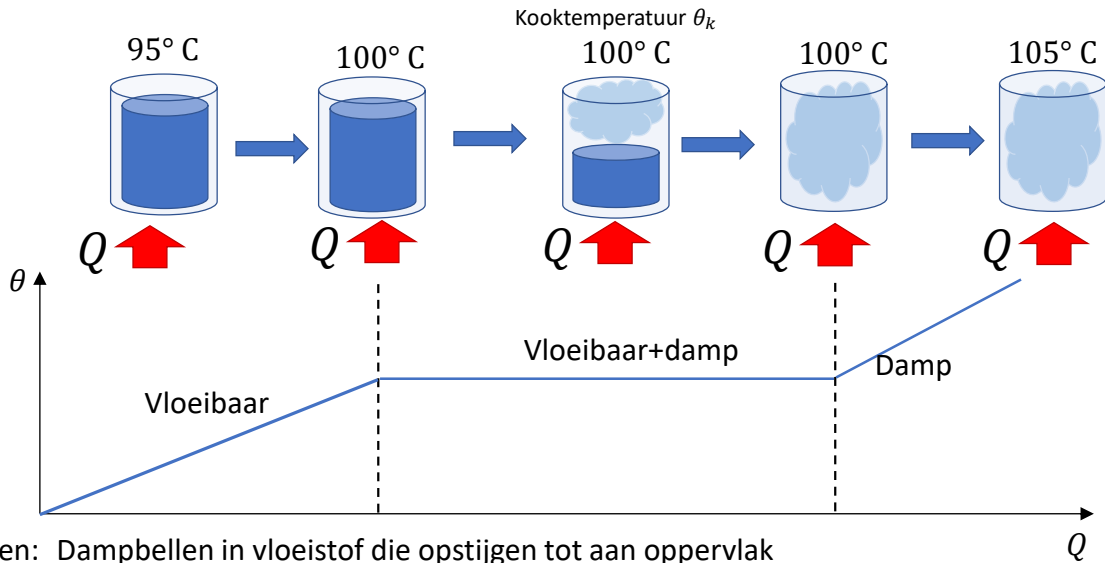 Kooktemperatuur θₖ
95° C
100° C
100° C
100° C
105° C
Q
Q
Q
Q
Q
θ
Vloeibaar
Vloeibaar+damp
Damp
en: Dampbellen in vloeistof die opstijgen tot aan oppervlak
Q